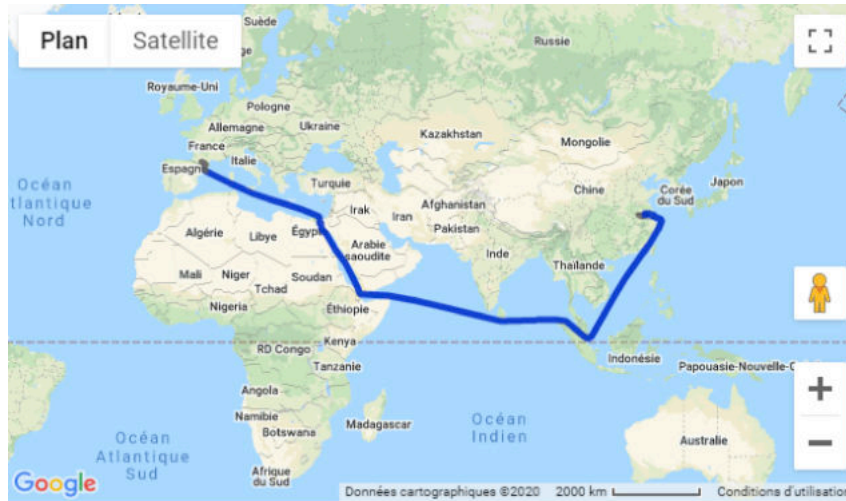 Plan
Satellite
Suède
Russie
Royaume-Uni
Pologne
Allemagne
Ukraine
France
Kazakhstan
Mongolie
Italie
Espagn
Turquie
Chine
Corée
du Sud
Japon
Océan
tlantique
Nord
Afghanistan
Irak
Iran
Pakistan
Algérie
Libye
Égypt
Arabie
saoudite
Inde
Thaïlande
Mali
Niger
Tchad
Soudan
Nigeria
Éthiopie
RD Congo
Kenya
Tanzanie
Indonésie
Papouasie-Nouvelle-G
Angola
Namibie
Botswana
Madagascar
Océan
Indien
Océan
Atlantique
Sud
Australie
Afrique
du Sud
Google
Données cartographiques ©2020
2000 km
Conditions d'utilisation